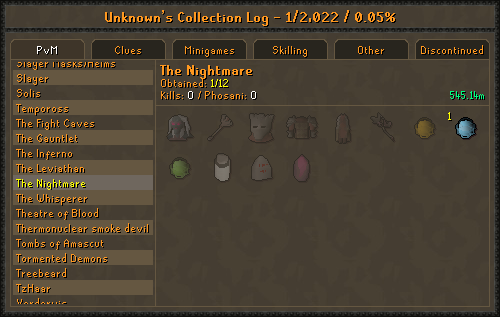 Unknown's Collection Log - 1/2,022 / 0.05%
PvM
Clues
Minigames
Skilling
Other
Discontinued
Slayer Masks/Helms
Slayer
Solis
Tempoross
The Fight Caves
The Gauntlet
The Inferno
The Leviathan
The Nightmare
The Whisperer
Theatre of Blood
Thermonuclear smoke devil
Tombs of Amascut
Tormented Demons
Treebeard
TzHaar
The Nightmare
Obtained: 1/12
Kills: 0 / Phosani: 0
545.14m
1